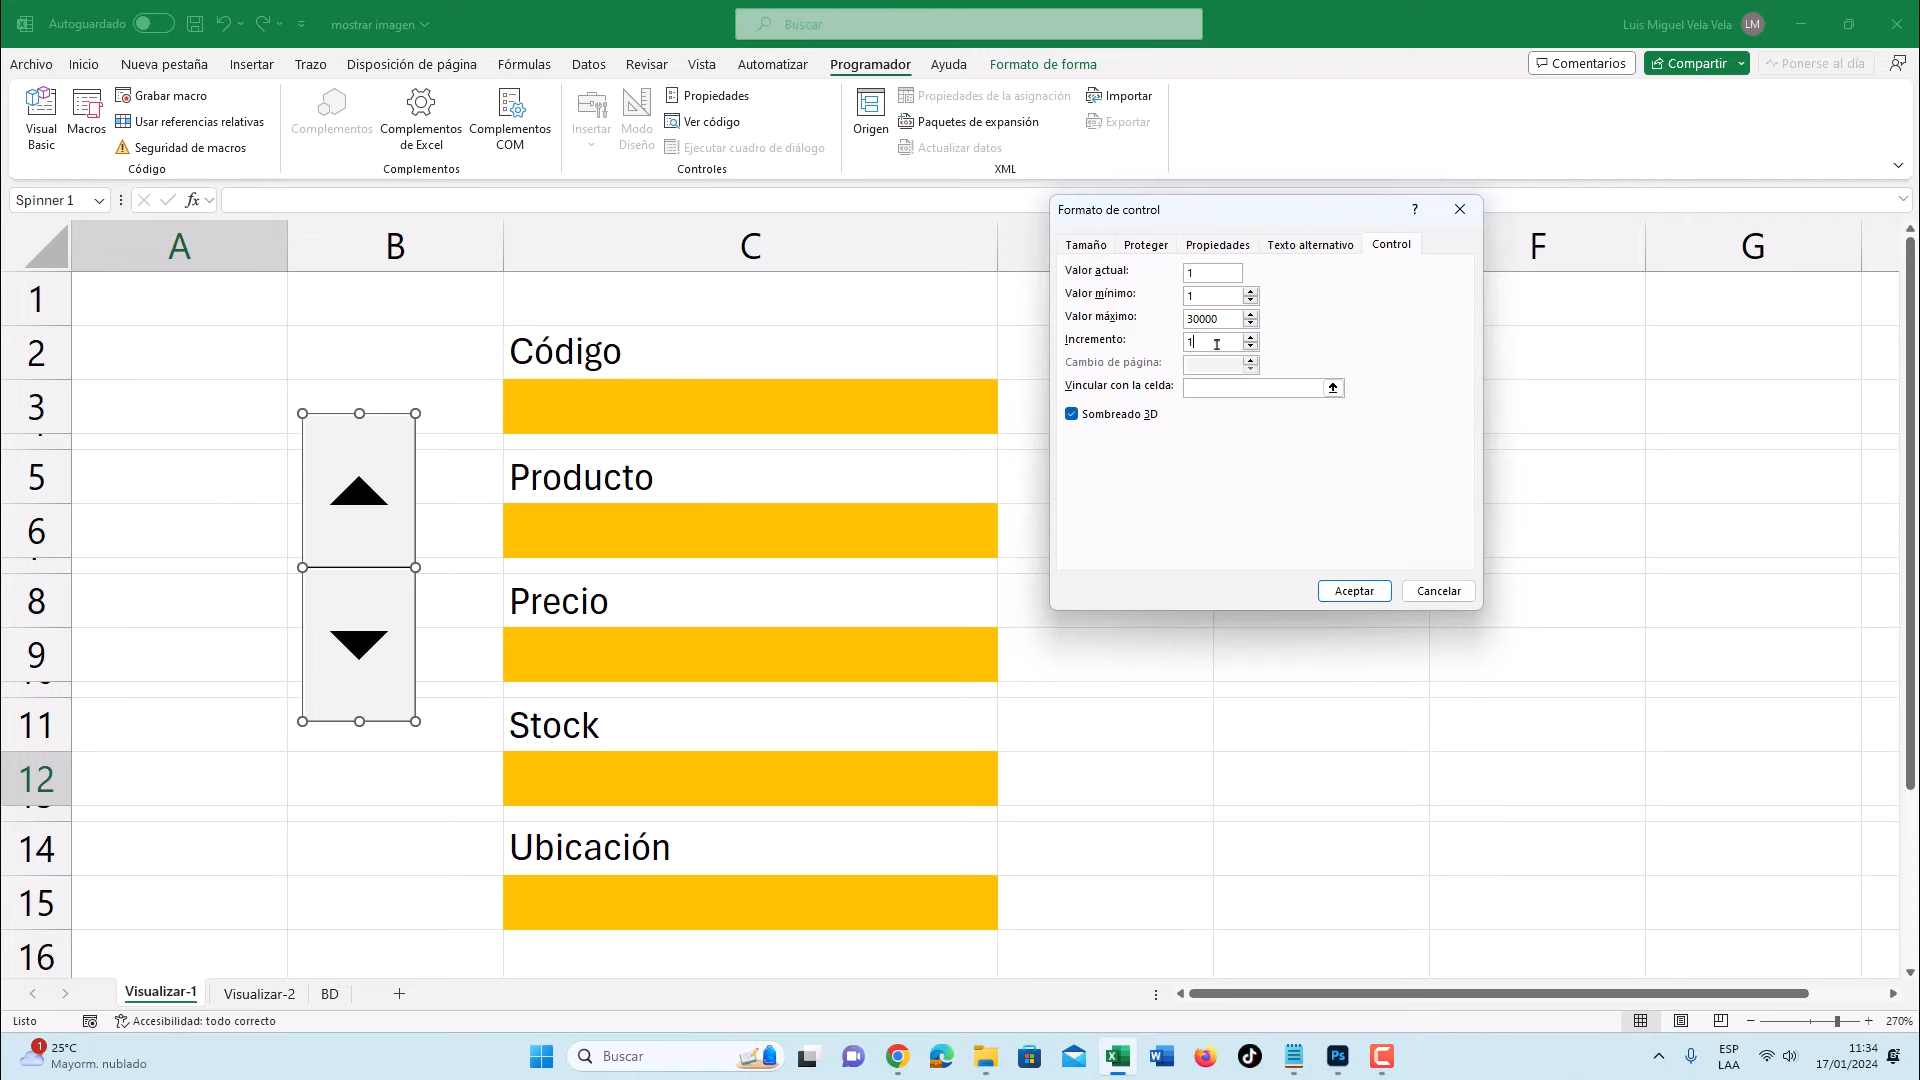 Autoguardado
mostrar imagen
Buscar
Luis Miguel Vela Vela
LM
Archivo Inicio Nueva pestaña Insertar Trazo Disposición de página Fórmulas Datos Revisar Vista Automatizar Programador Ayuda Formato de forma
Comentarios Compartir Ponerse al día
Visual Basic
Macros
Grabar macro
Usar referencias relativas
Seguridad de macros
Código
Complementos
Complementos de Excel
Complementos COM
Complementos
Insertar
Modo Diseño
Propiedades
Ver código
Ejecutar cuadro de diálogo
Controles
Origen
Propiedades de la asignación
Paquetes de expansión
Actualizar datos
Importar
Exportar
XML
Spinner 1
fx
A B C F G
1
2 Código
3
5 Producto
6
8 Precio
9
11 Stock
12
14 Ubicación
15
16
Formato de control ?
Tamaño Proteger Propiedades Texto alternativo Control
Valor actual: 1
Valor mínimo: 1
Valor máximo: 30000
Incremento: 1
Cambio de página:
Vincular con la celda:
Sombreado 3D
Aceptar Cancelar
Visualizar-1 Visualizar-2 BD
Listo
Accesibilidad: todo correcto
270%
1
25°C
Mayorm. nublado
Buscar
Ps
ESP
LAA
11:34
17/01/2024